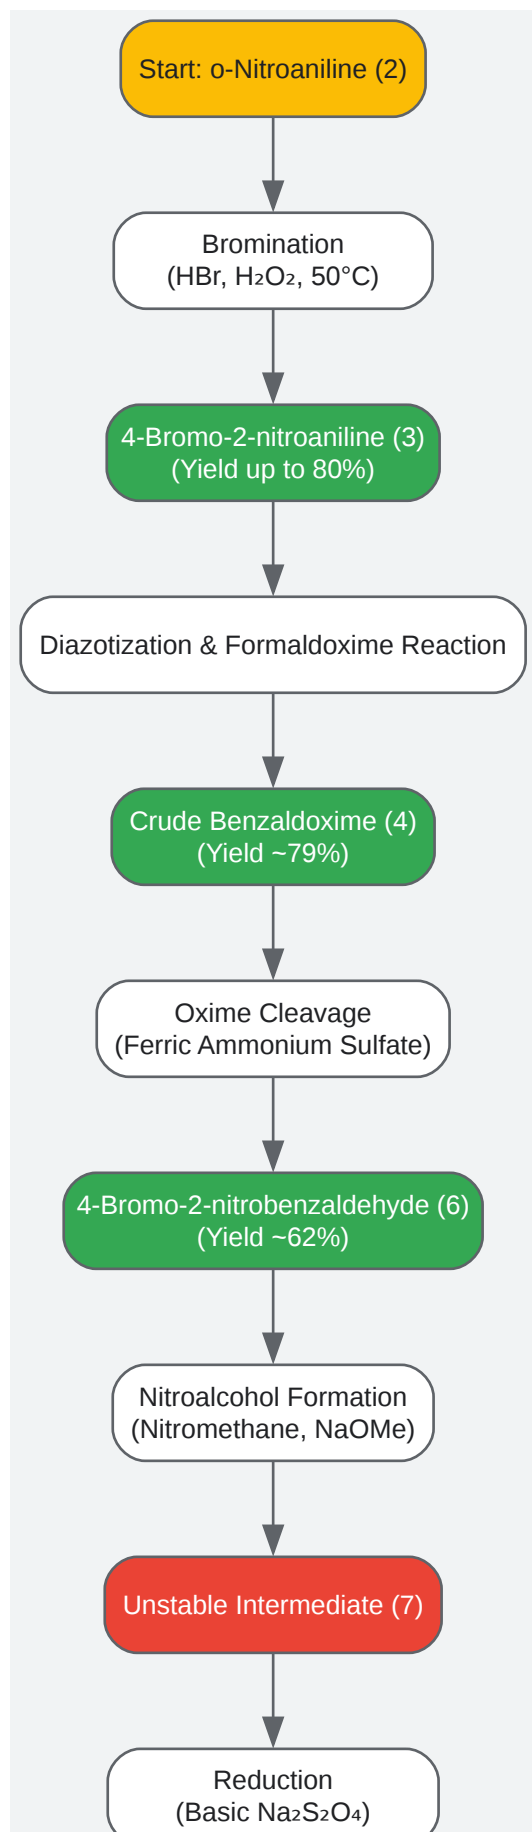 Start: o-Nitroaniline (2)
Bromination
(HBr, H₂O₂, 50°C)
4-Bromo-2-nitroaniline (3)
(Yield up to 80%)
Diazotization & Formaldoxime Reaction
Crude Benzaldoxime (4)
(Yield ~79%)
Oxime Cleavage
(Ferric Ammonium Sulfate)
4-Bromo-2-nitrobenzaldehyde (6)
(Yield ~62%)
Nitroalcohol Formation
(Nitromethane, NaOMe)
Unstable Intermediate (7)
Reduction
(Basic Na₂S₂O₄)